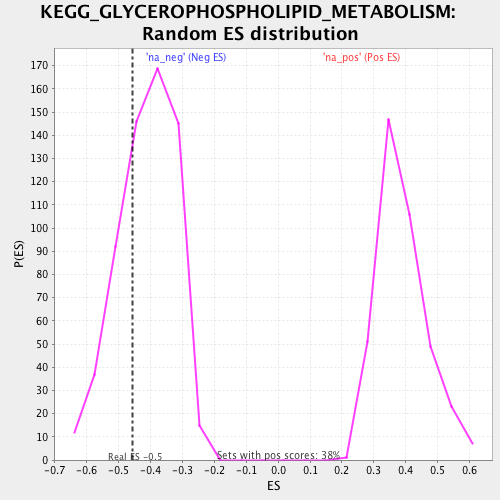 KEGG_GLYCEROPHOSPHOLIPID_METABOLISM:
Random ES distribution
'na_neg' (Neg ES)
'na_pos' (Pos ES)
170
160
150
140
130
120
110
100
90
80
70
60
50
40
30
20
10
0
P(ES)
Real ES -0.5
Sets with pos scores: 38%
-0.7 -0.6 -0.5 -0.4 -0.3 -0.2 -0.1 0.0 0.1 0.2 0.3 0.4 0.5 0.6
ES